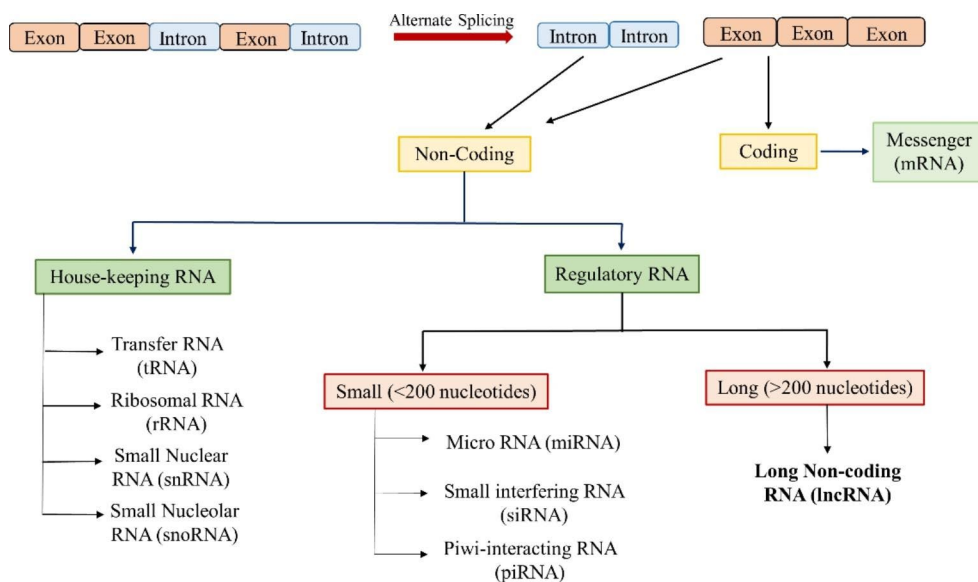 Alternate Splicing
Exon Exon Intron Exon Intron
Intron Intron
Exon Exon Exon
Non-Coding
Coding
Messenger
(mRNA)
House-keeping RNA
Regulatory RNA
Transfer RNA
(tRNA)
Ribosomal RNA
(rRNA)
Small Nuclear
RNA (snRNA)
Small Nucleolar
RNA (snoRNA)
Small (<200 nucleotides)
Micro RNA (miRNA)
Small interfering RNA
(siRNA)
Piwi-interacting RNA
(piRNA)
Long (>200 nucleotides)
Long Non-coding
RNA (lncRNA)